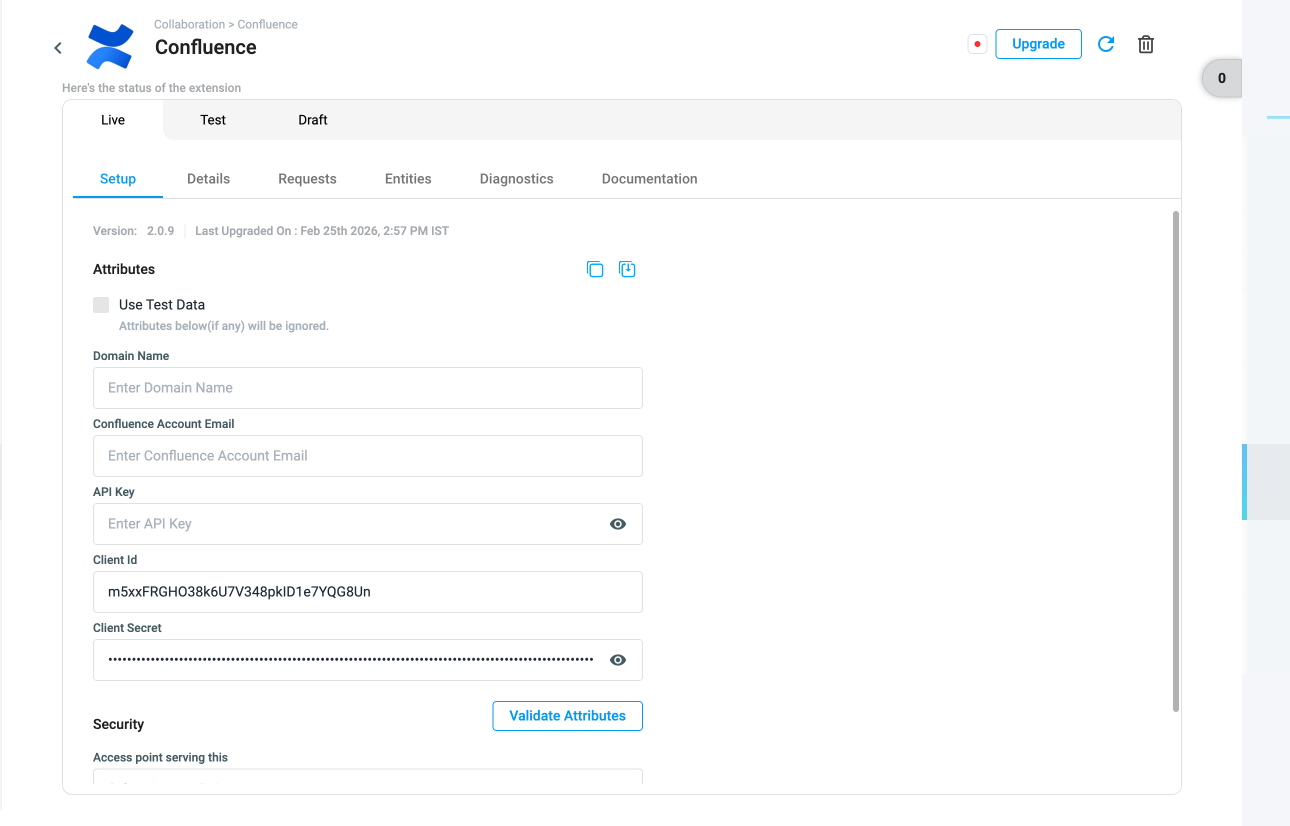 Collaboration > Confluence
Confluence
Upgrade
Here's the status of the extension
0
Live Test Draft
Setup Details Requests Entities Diagnostics Documentation
Version: 2.0.9 Last Upgraded On : Feb 25th 2026, 2:57 PM IST
Attributes
Use Test Data
Attributes below(if any) will be ignored.
Domain Name
Enter Domain Name
Confluence Account Email
Enter Confluence Account Email
API Key
Enter API Key
Client Id
m5xxFRGHO38k6U7V348pkID1e7YQG8Un
Client Secret
Validate Attributes
Security
Access point serving this